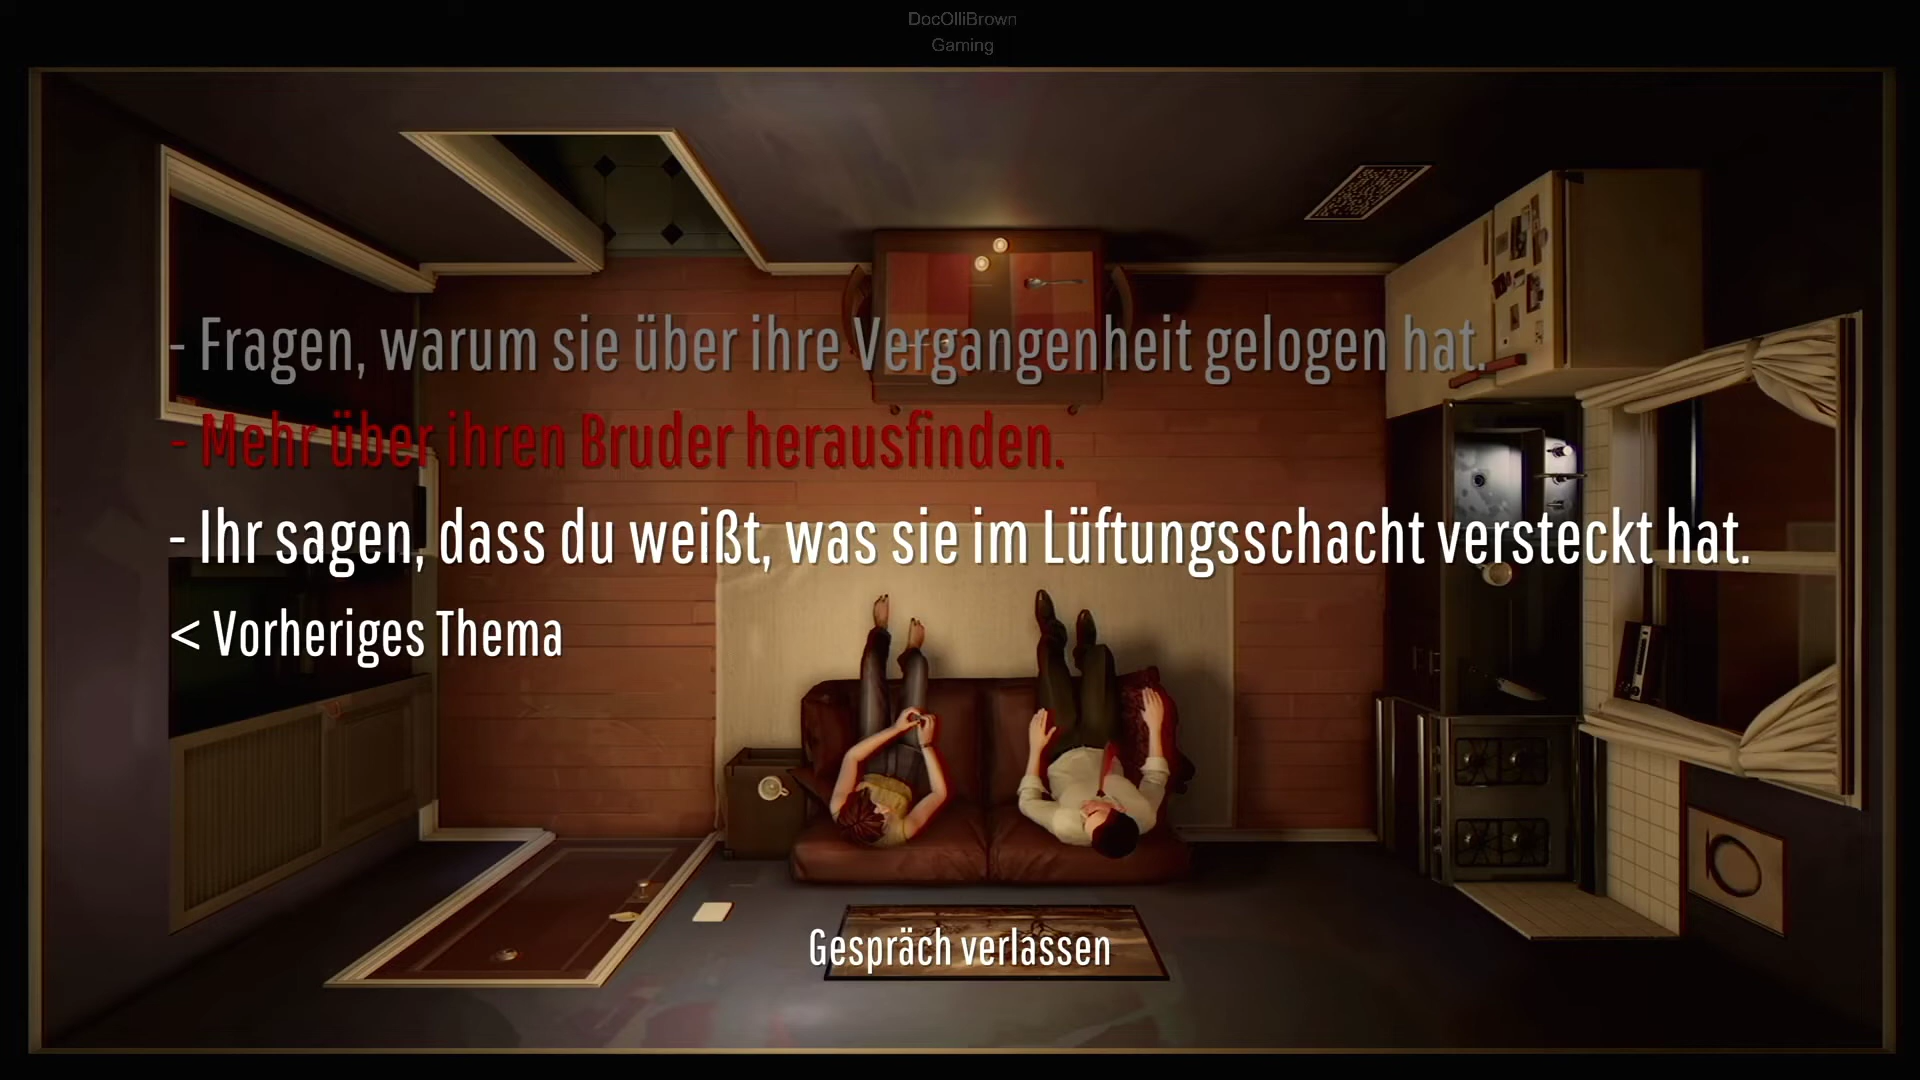 DocOlliBrown
Gaming
- Fragen, warum sie über ihre Vergangenheit gelogen hat.
- Mehr über ihren Bruder herausfinden.
- Ihr sagen, dass du weißt, was sie im Lüftungsschacht versteckt hat.
< Vorheriges Thema
Gespräch verlassen